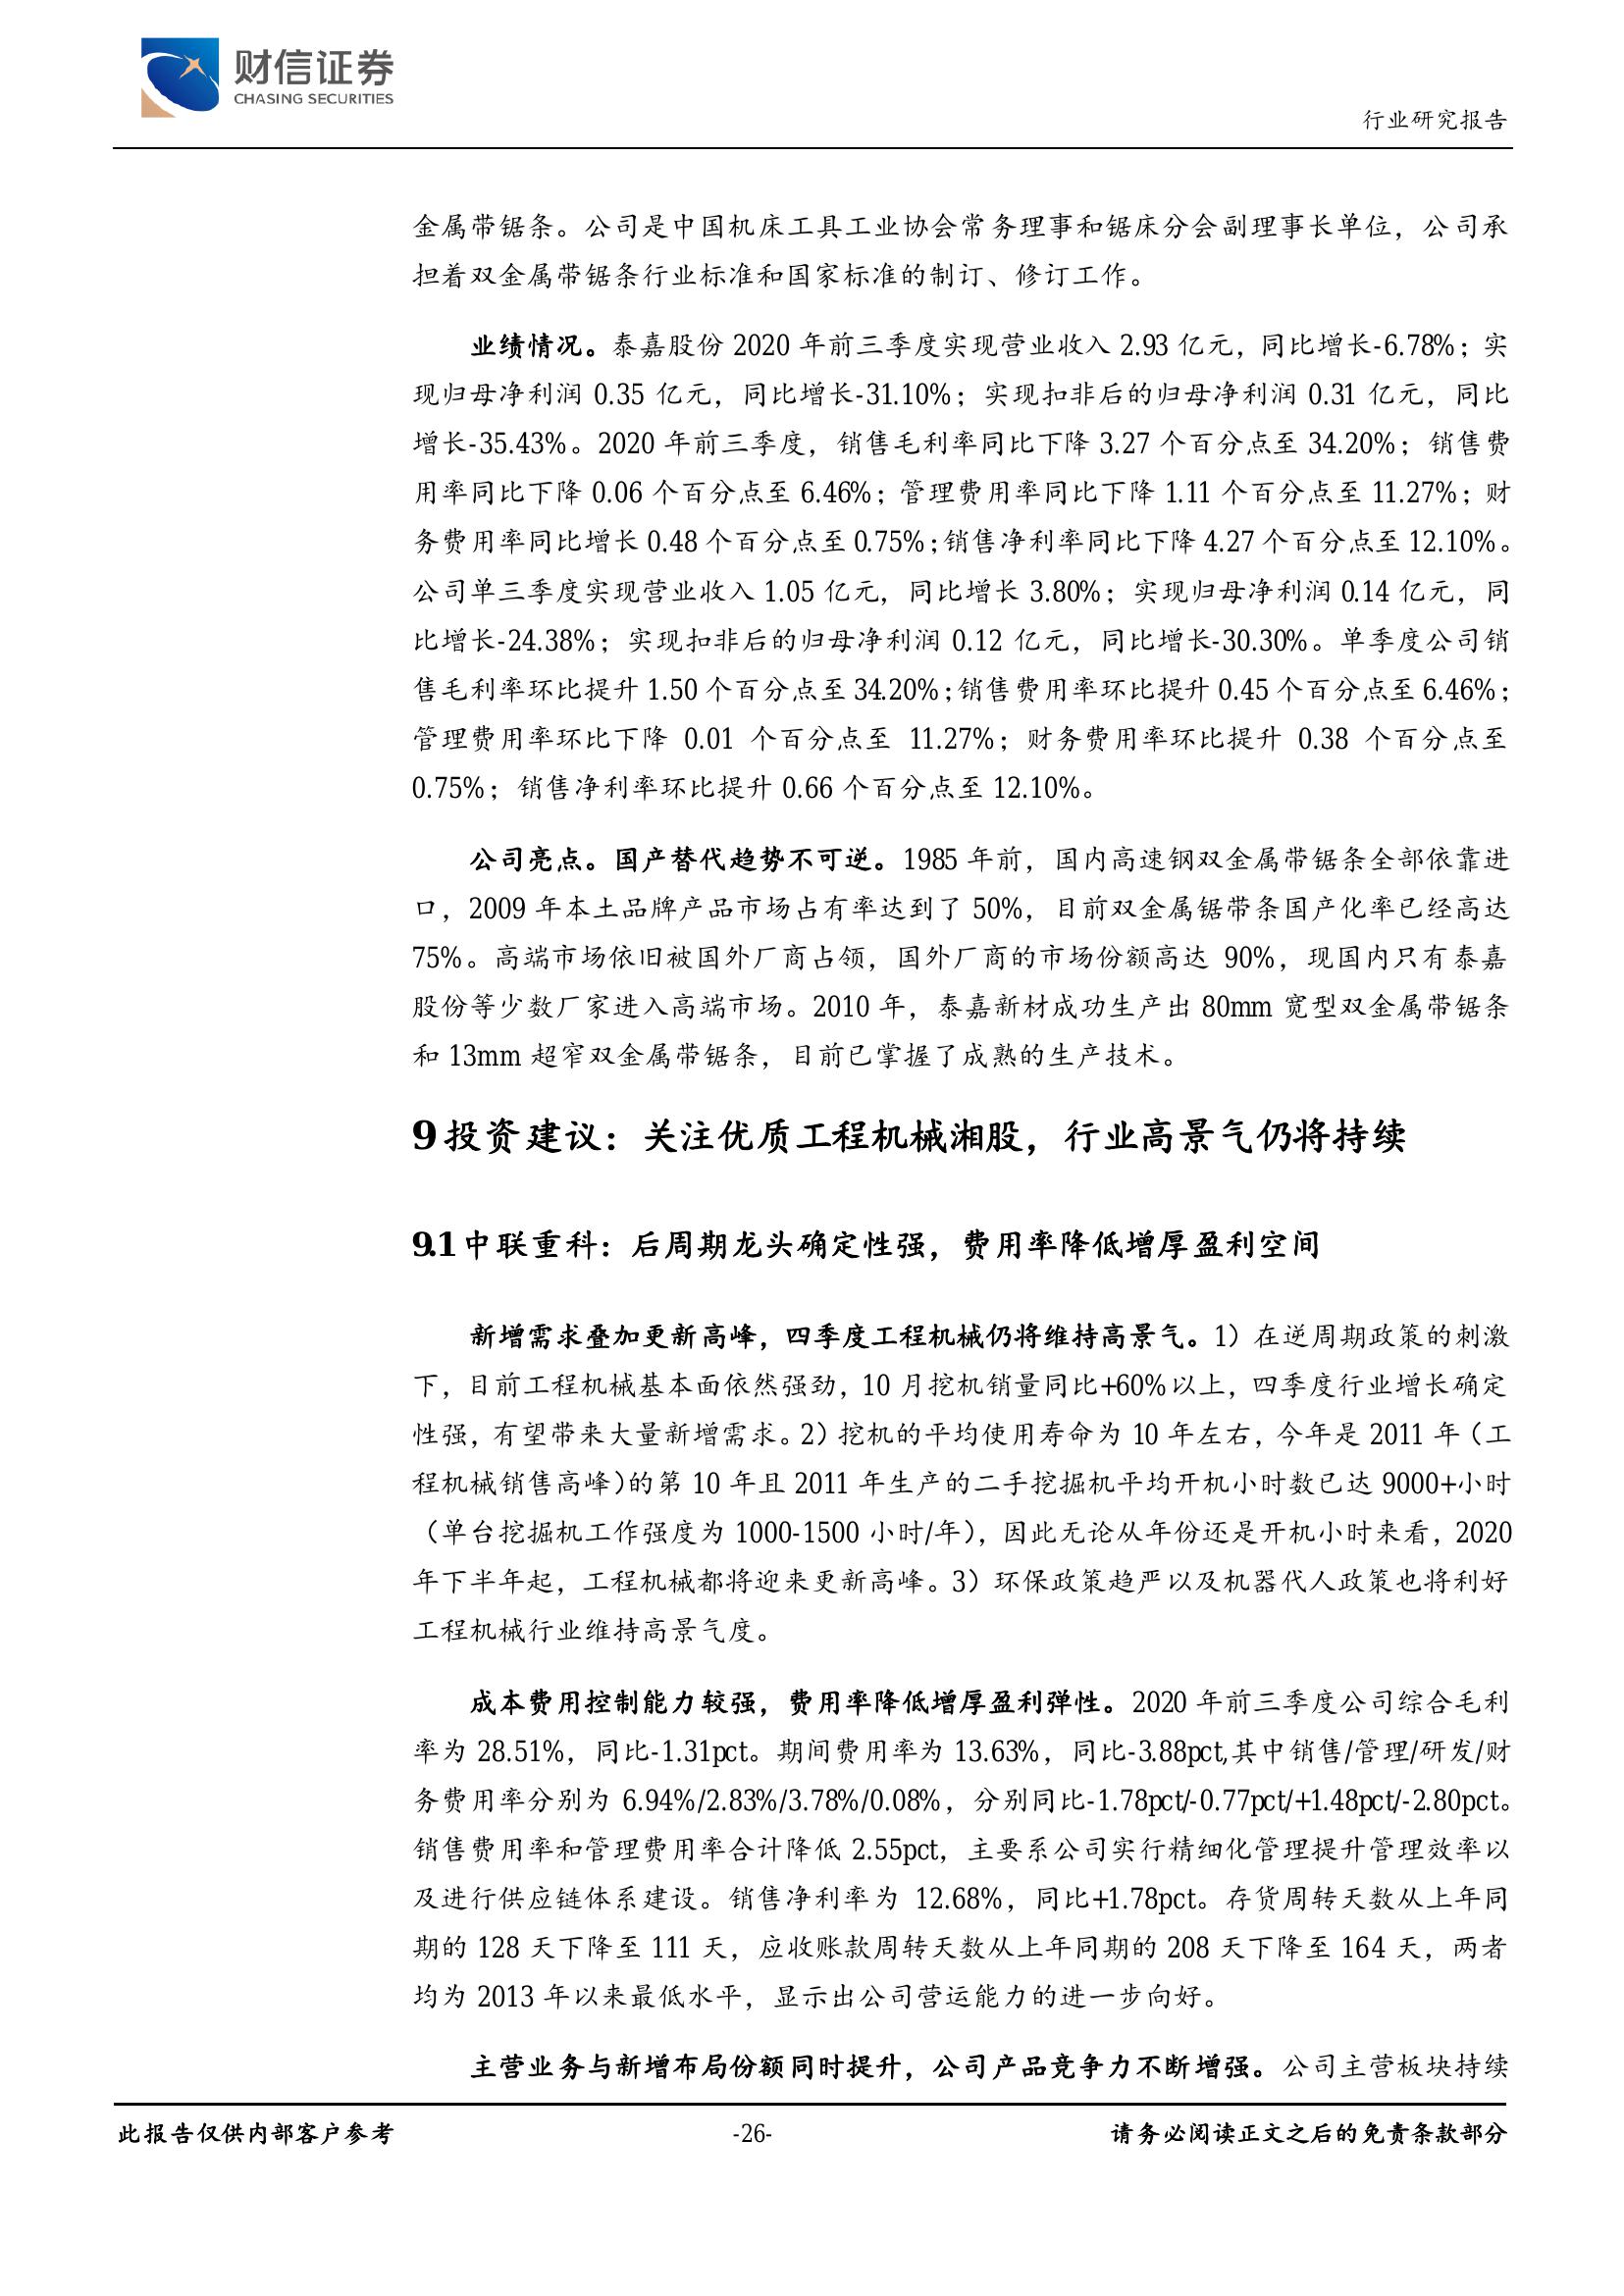 财信证券
CHASING SECURITIES
行业研究报告
金属带锯条。公司是中国机床工具工业协会常务理事和锯床分会副理事长单位，公司承
担着双金属带锯条行业标准和国家标准的制订、修订工作。
业绩情况。泰嘉股份 2020 年前三季度实现营业收入 2.93 亿元，同比增长-6.78%；实
现归母净利润 0.35 亿元，同比增长-31.10%；实现扣非后的归母净利润 0.31 亿元，同比
增长-35.43%。2020 年前三季度，销售毛利率同比下降 3.27 个百分点至 34.20%；销售费
用率同比下降 0.06 个百分点至 6.46%；管理费用率同比下降 1.11 个百分点至 11.27%；财
务费用率同比增长 0.48 个百分点至 0.75%；销售净利率同比下降 4.27 个百分点至 12.10%。
公司单三季度实现营业收入 1.05 亿元，同比增长 3.80%；实现归母净利润 0.14 亿元，同
比增长-24.38%；实现扣非后的归母净利润 0.12 亿元，同比增长-30.30%。单季度公司销
售毛利率环比提升 1.50 个百分点至 34.20%；销售费用率环比提升 0.45 个百分点至 6.46%；
管理费用率环比下降 0.01 个百分点至 11.27%；财务费用率环比提升 0.38 个百分点至
0.75%；销售净利率环比提升 0.66 个百分点至 12.10%。
公司亮点。国产替代趋势不可逆。1985 年前，国内高速钢双金属带锯条全部依靠进
口，2009 年本土品牌产品市场占有率达到了 50%，目前双金属锯带条国产化率已经高达
75%。高端市场依旧被国外厂商占领，国外厂商的市场份额高达 90%，现国内只有泰嘉
股份等少数厂家进入高端市场。2010 年，泰嘉新材成功生产出 80mm 宽型双金属带锯条
和 13mm 超窄双金属带锯条，目前已掌握了成熟的生产技术。
9 投资建议：关注优质工程机械湘股，行业高景气仍将持续
9.1 中联重科：后周期龙头确定性强，费用率降低增厚盈利空间
新增需求叠加更新高峰，四季度工程机械仍将维持高景气。1）在逆周期政策的刺激
下，目前工程机械基本面依然强劲，10 月挖机销量同比+60%以上，四季度行业增长确定
性强，有望带来大量新增需求。2）挖机的平均使用寿命为 10 年左右，今年是 2011 年（工
程机械销售高峰）的第 10 年且 2011 年生产的二手挖掘机平均开机小时数已达 9000+小时
（单台挖掘机工作强度为 1000-1500 小时/年），因此无论从年份还是开机小时来看，2020
年下半年起，工程机械都将迎来更新高峰。3）环保政策趋严以及机器代人政策也将利好
工程机械行业维持高景气度。
成本费用控制能力较强，费用率降低增厚盈利弹性。2020 年前三季度公司综合毛利
率为 28.51%，同比-1.31pct。期间费用率为 13.63%，同比-3.88pct,其中销售/管理/研发/财
务费用率分别为 6.94%/2.83%/3.78%/0.08%，分别同比-1.78pct/-0.77pct/+1.48pct/-2.80pct。
销售费用率和管理费用率合计降低 2.55pct，主要系公司实行精细化管理提升管理效率以
及进行供应链体系建设。销售净利率为 12.68%，同比+1.78pct。存货周转天数从上年同
期的 128 天下降至 111 天，应收账款周转天数从上年同期的 208 天下降至 164 天，两者
均为 2013 年以来最低水平，显示出公司营运能力的进一步向好。
主营业务与新增布局份额同时提升，公司产品竞争力不断增强。公司主营板块持续
此报告仅供内部客户参考
-26-
请务必阅读正文之后的免责条款部分